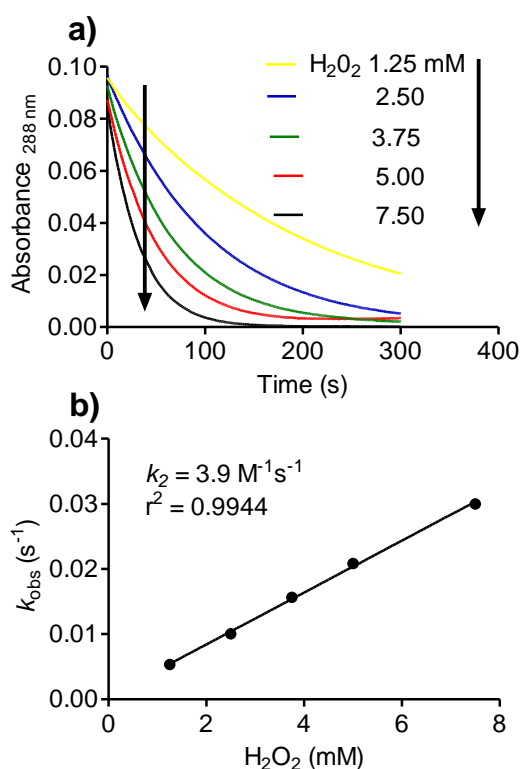 a)
H₂0₂ 1.25 mM
2.50
3.75
5.00
7.50
Absorbance 288 nm
0.10
0.08
0.06
0.04
0.02
0.00
0 100 200 300 400
Time (s)
b)
k₂ = 3.9 M⁻¹s⁻¹
r² = 0.9944
kobs (s⁻¹)
0.04
0.03
0.02
0.01
0.00
0 2 4 6 8
H₂O₂ (mM)